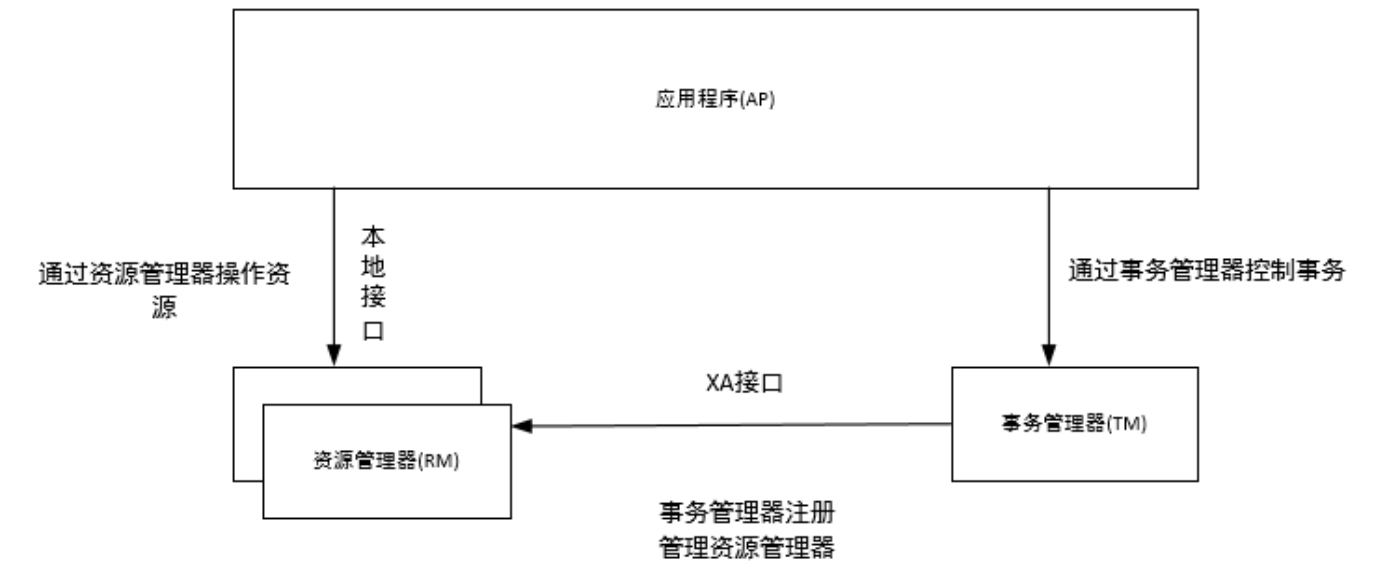 应用程序(AP)
通过资源管理器操作资
源
本
地
接
口
通过事务管理器控制事务
XA接口
资源管理器(RM)
事务管理器(TM)
事务管理器注册
管理资源管理器